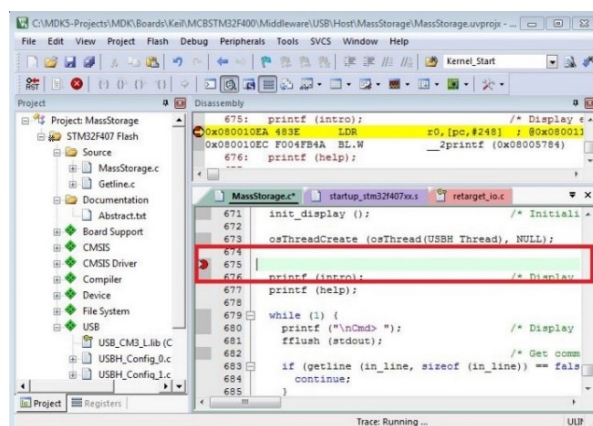 C:\MDK5-Projects\MDK\Boards\Keil\MCBSTM32F400\Middleware\USB\Host\MassStorage\MassStorage.uvprojx - ...
File Edit View Project Flash Debug Peripherals Tools SVCS Window Help
Kernel_Start
RST
Project
Project: MassStorage
STM32F407 Flash
Source
MassStorage.c
Getline.c
Documentation
Abstract.txt
Board Support
CMSIS
CMSIS Driver
Compiler
Device
File System
USB
USB_CM3_L.lib (C
USBH_Config_0.c
USBH_Config_1.c
Project Registers
Disassembly
675: printf (intro); /* Display e
0x080010EA 483E LDR r0,[pc,#248] ; @0x080011
0x080010EC F004FB4A BL.W __2printf (0x08005784)
676: printf (help);
MassStorage.c* startup_stm32f407xx.s retarget_io.c
671 init_display (); /* Initiali
672
673 osThreadCreate (osThread(USBH_Thread), NULL);
674
675
676 printf (intro); /* Display
677 printf (help);
678
679 while (1) {
680 printf ("\nCmd> "); /* Display
681 fflush (stdout);
682 /* Get comm
683 if (getline (in_line, sizeof (in_line)) == fals
684 continue;
685 }
Trace: Running ...